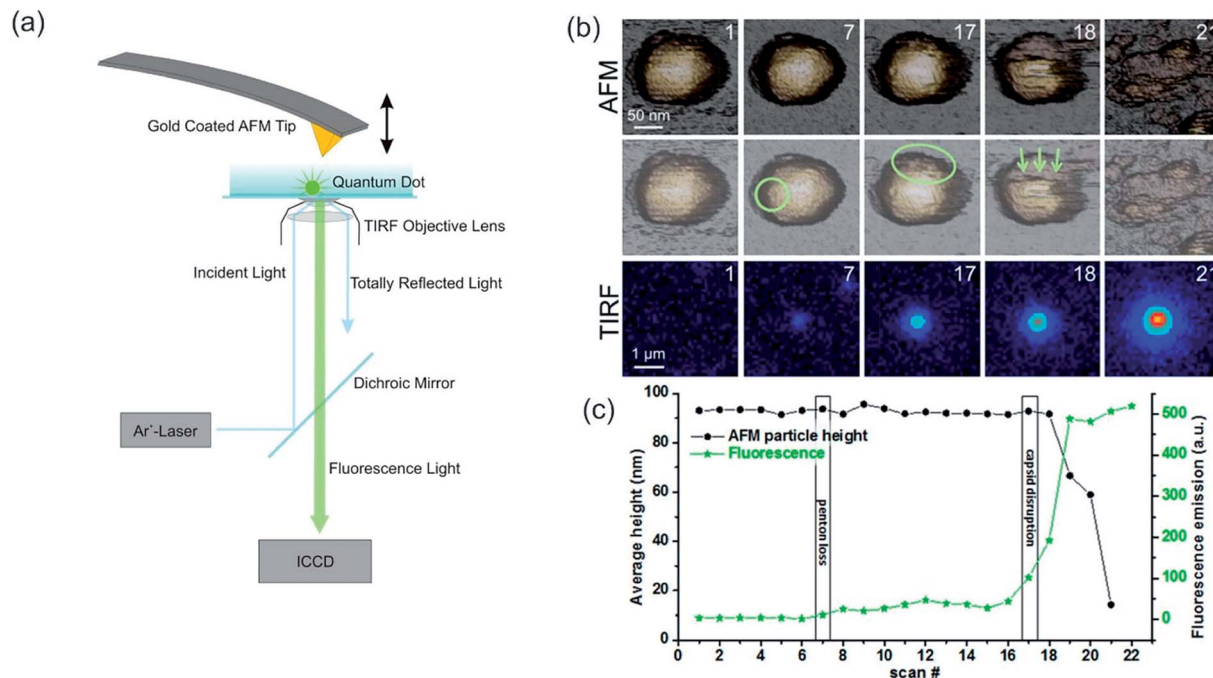 (a)
Gold Coated AFM Tip
Quantum Dot
TIRF Objective Lens
Incident Light
Totally Reflected Light
Dichroic Mirror
Ar+-Laser
Fluorescence Light
ICCD
(b)
AFM
1
7
17
18
21
50 nm
TIRF
1
7
17
18
21
1 μm
(c)
100
80
60
40
20
0
Average height (nm)
AFM particle height
Fluorescence
penton loss
capsid disruption
500
400
300
200
100
0
Fluorescence emission (a.u.)
0 2 4 6 8 10 12 14 16 18 20 22
scan #